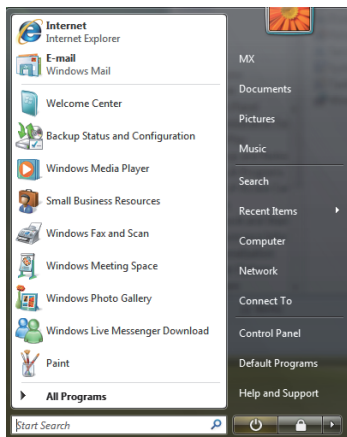 Internet
Internet Explorer
E-mail
Windows Mail
Welcome Center
Backup Status and Configuration
Windows Media Player
Small Business Resources
Windows Fax and Scan
Windows Meeting Space
Windows Photo Gallery
Windows Live Messenger Download
Paint
All Programs
Start Search
MX
Documents
Pictures
Music
Search
Recent Items
Computer
Network
Connect To
Control Panel
Default Programs
Help and Support